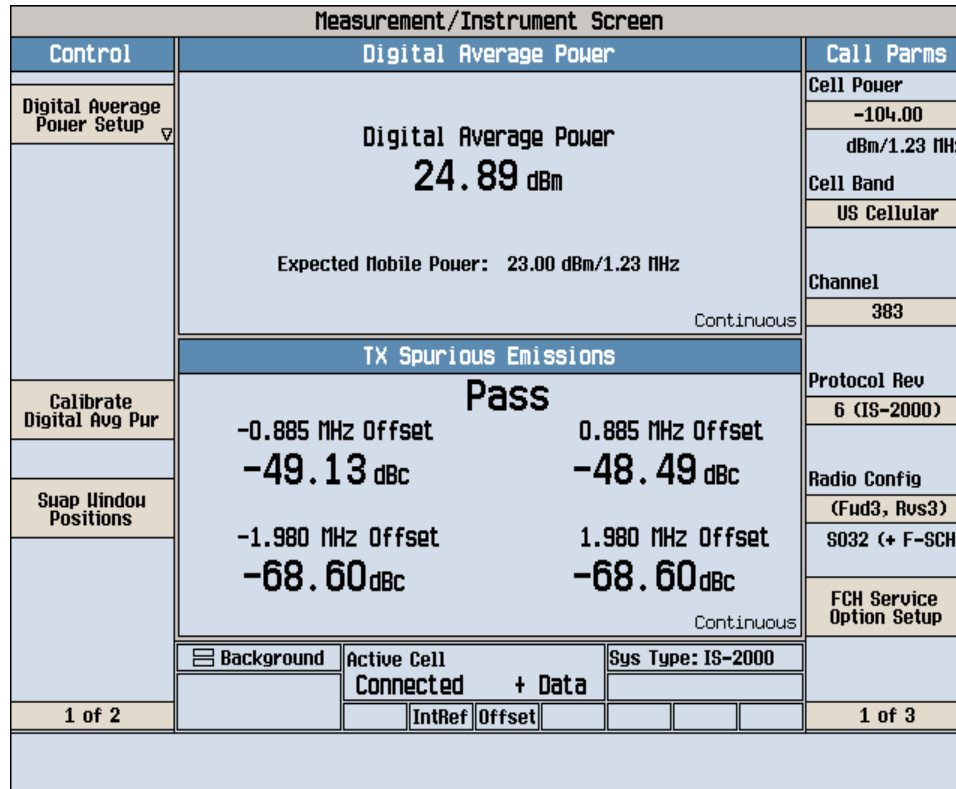 Measurement/Instrument Screen
Control
Digital Average
Power Setup
Calibrate
Digital Avg Pwr
Swap Window
Positions
1 of 2
Digital Average Power
Digital Average Power
24.89 dBm
Expected Mobile Power: 23.00 dBm/1.23 MHz
Continuous
TX Spurious Emissions
Pass
-0.885 MHz Offset 0.885 MHz Offset
-49.13 dBc -48.49 dBc
-1.980 MHz Offset 1.980 MHz Offset
-68.60 dBc -68.60 dBc
Continuous
Background
Active Cell
Connected + Data
Sys Type: IS-2000
IntRef Offset
Call Parms
Cell Power
-104.00
dBm/1.23 MHz
Cell Band
US Cellular
Channel
383
Protocol Rev
6 (IS-2000)
Radio Config
(Fwd3, Rvs3)
SO32 (+ F-SCH
FCH Service
Option Setup
1 of 3